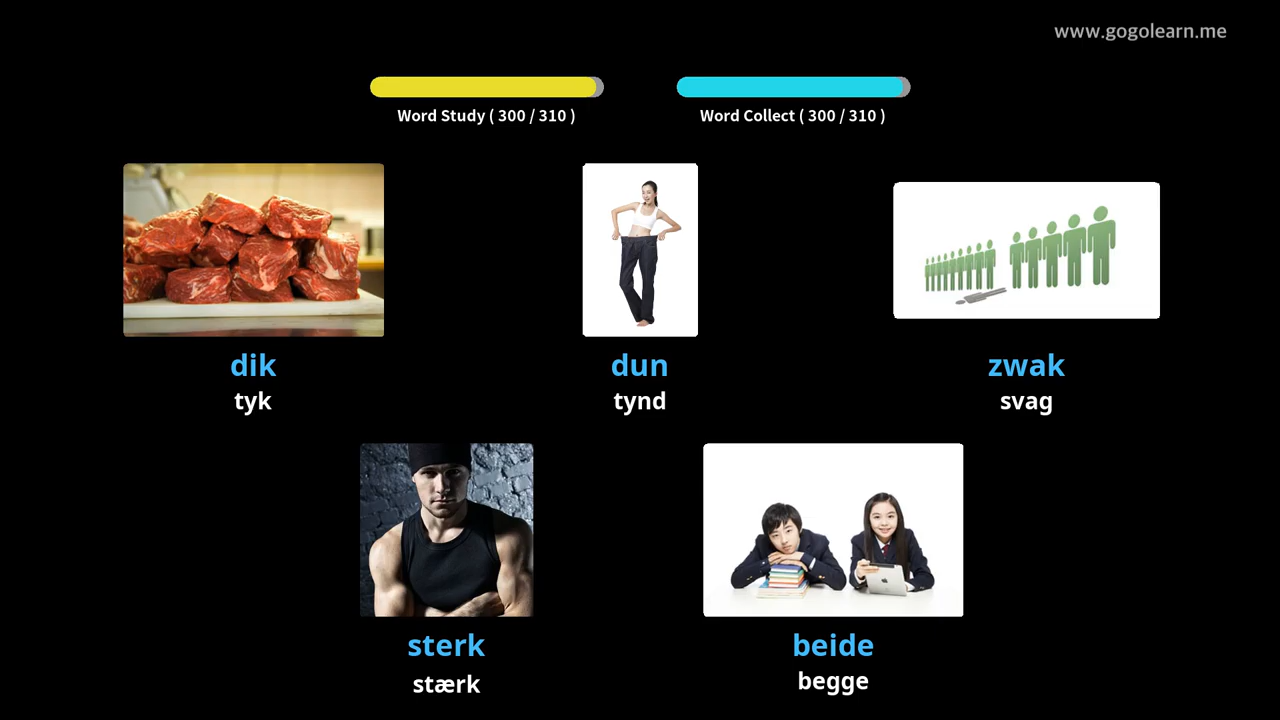 www.gogolearn.me
Word Study ( 300 / 310 )
Word Collect ( 300 / 310 )
dik
tyk
dun
tynd
zwak
svag
sterk
stærk
beide
begge